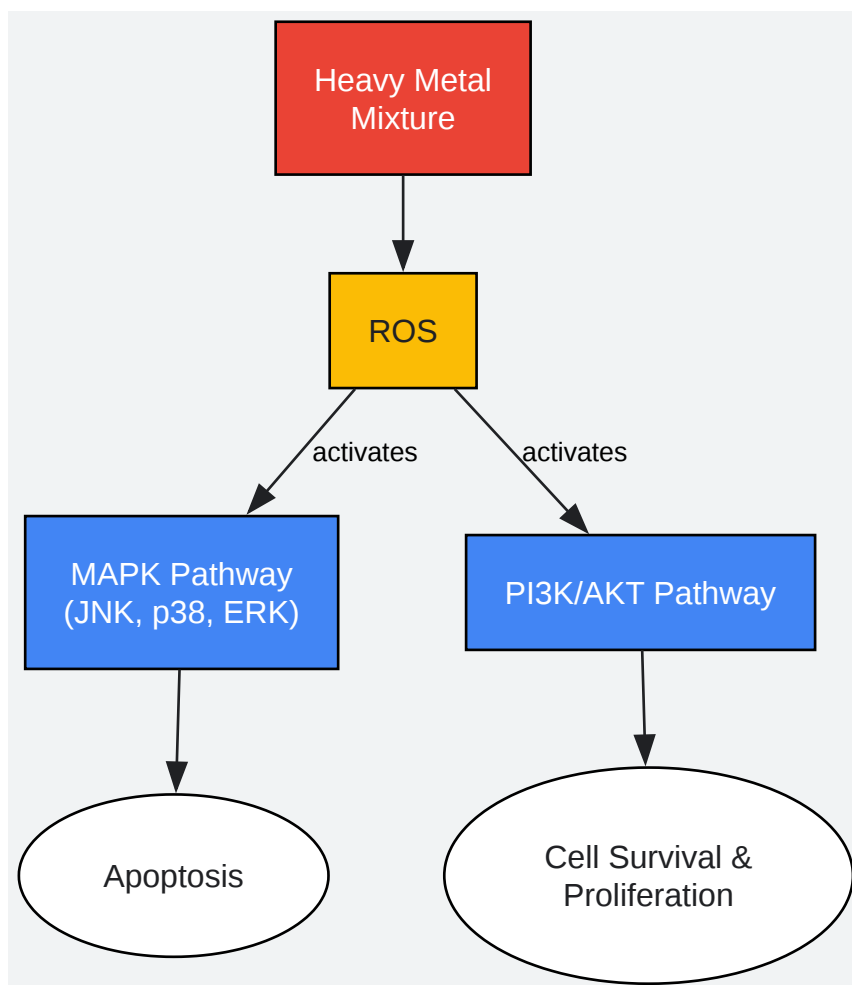 Heavy Metal
Mixture
ROS
activates
activates
MAPK Pathway
(JNK, p38, ERK)
PI3K/AKT Pathway
Apoptosis
Cell Survival &
Proliferation